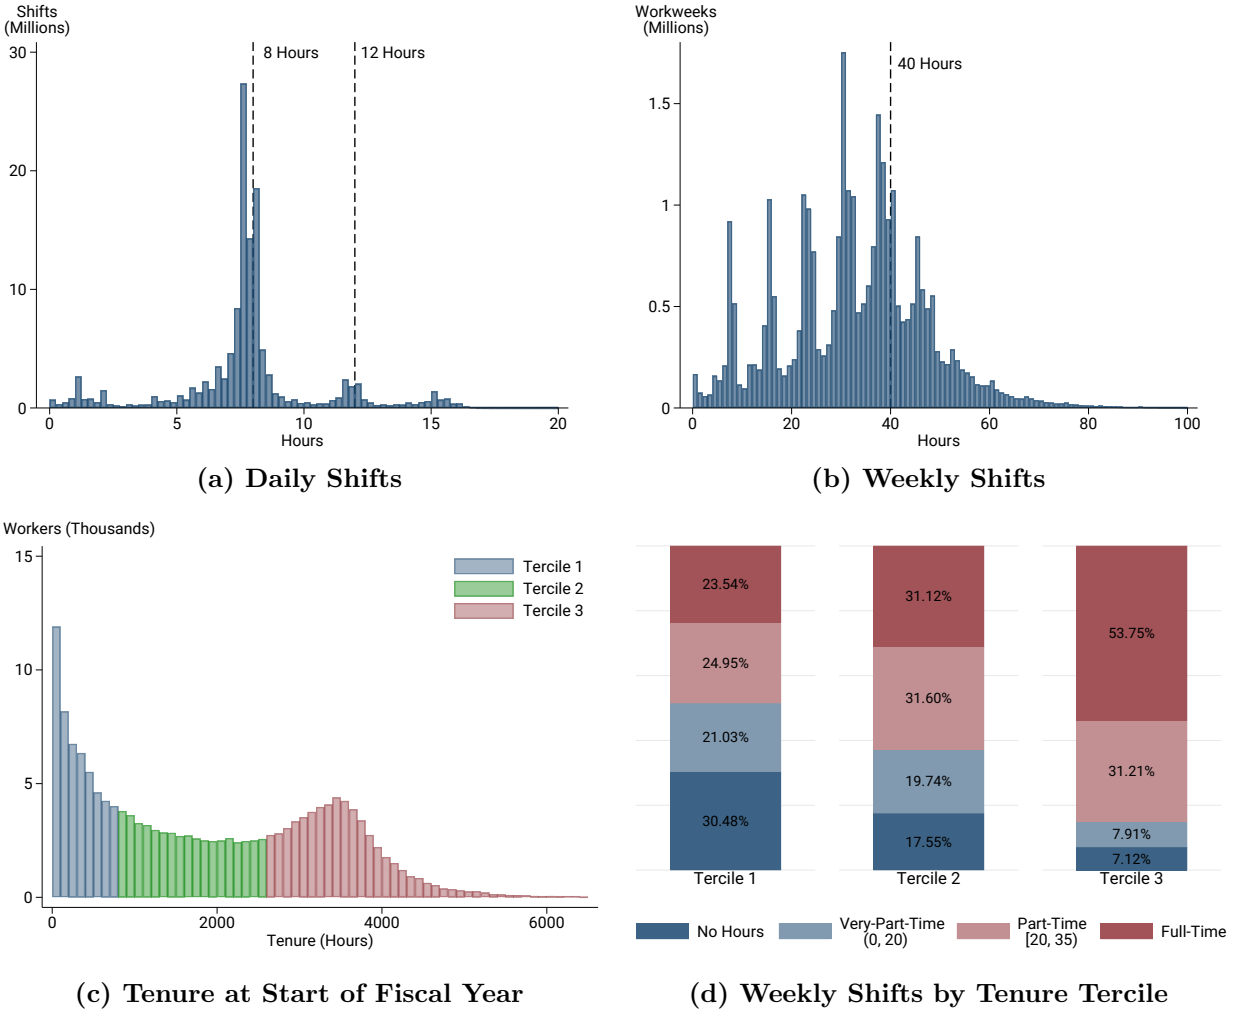 Shifts
(Millions)
30
20
10
0
8 Hours
12 Hours
0 5 10 15 20
Hours
(a) Daily Shifts
Workweeks
(Millions)
1.5
1
0.5
0
40 Hours
0 20 40 60 80 100
Hours
(b) Weekly Shifts
Workers (Thousands)
15
10
5
0
Tercile 1
Tercile 2
Tercile 3
0 2000 4000 6000
Tenure (Hours)
(c) Tenure at Start of Fiscal Year
23.54%
24.95%
21.03%
30.48%
Tercile 1
31.12%
31.60%
19.74%
17.55%
Tercile 2
53.75%
31.21%
7.91%
7.12%
Tercile 3
No Hours
Very-Part-Time
(0, 20)
Part-Time
[20, 35)
Full-Time
(d) Weekly Shifts by Tenure Tercile